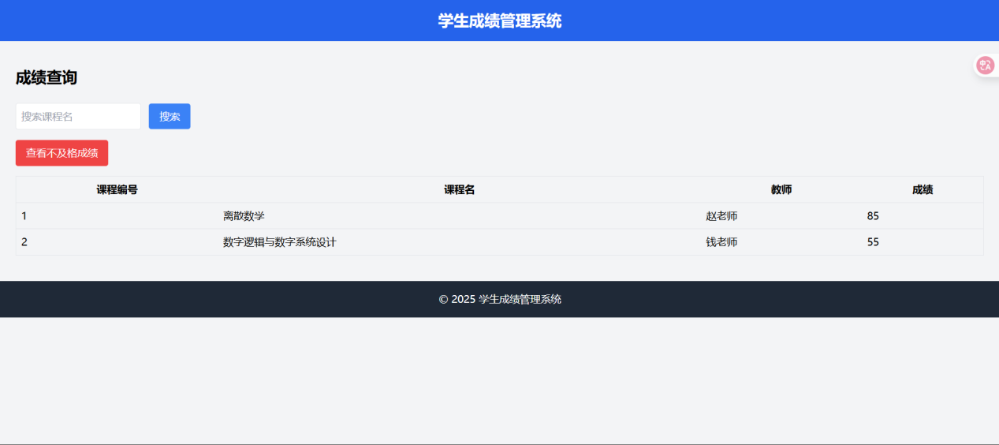 学生成绩管理系统
成绩查询
搜索课程名 搜索
查看不及格成绩
课程编号 课程名 教师 成绩
1 离散数学 赵老师 85
2 数字逻辑与数字系统设计 钱老师 55
© 2025 学生成绩管理系统